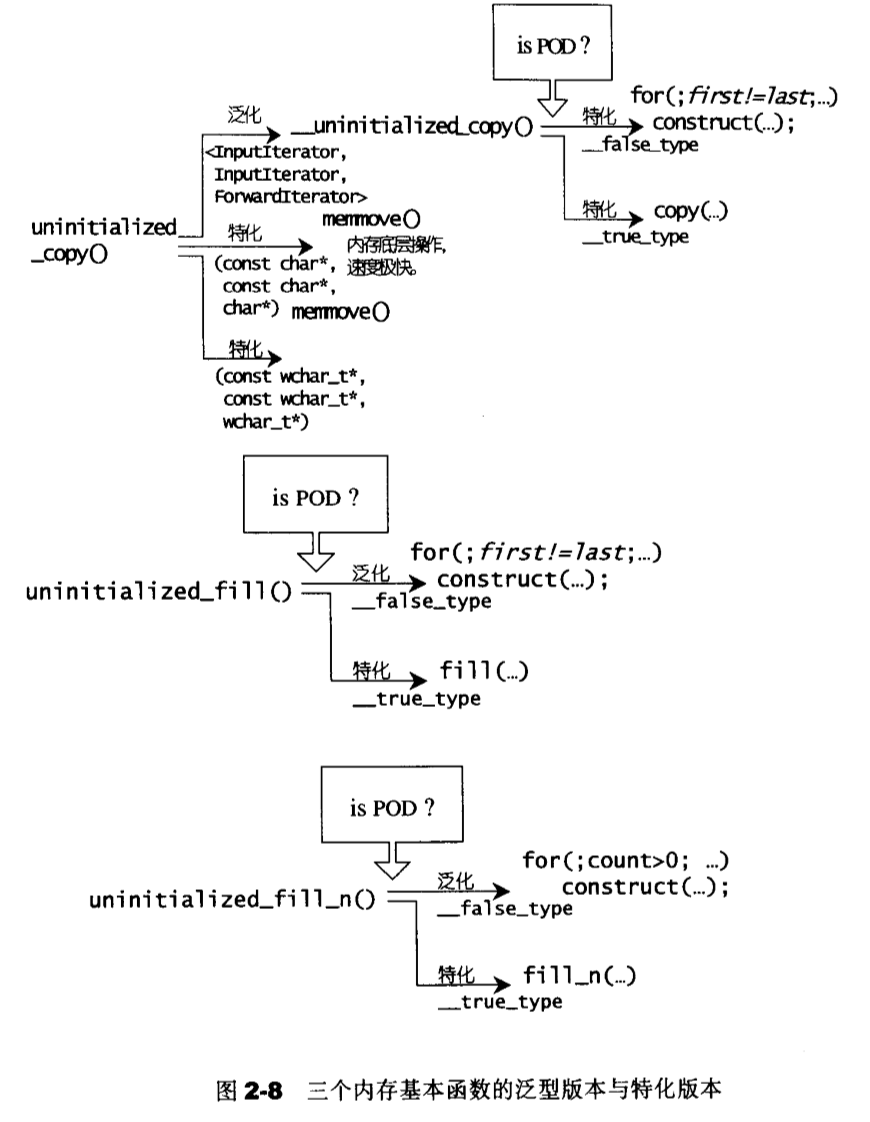 is POD ?
泛化
__uninitialized_copy()
<InputIterator,
InputIterator,
ForwardIterator>
特化
__false_type
for(;first!=last;…)
construct(…);
特化
__true_type
copy(…)
uninitialized
_copy()
特化
(const char*,
const char*,
char*)
memmove()
内存底层操作,
速度极快。
memmove()
特化
(const wchar_t*,
const wchar_t*,
wchar_t*)
is POD ?
uninitialized_fill()
泛化
__false_type
for(;first!=last;…)
construct(…);
特化
__true_type
fill(…)
is POD ?
uninitialized_fill_n()
泛化
__false_type
for(;count>0; …)
construct(…);
特化
__true_type
fill_n(…)
图 2-8 三个内存基本函数的泛型版本与特化版本